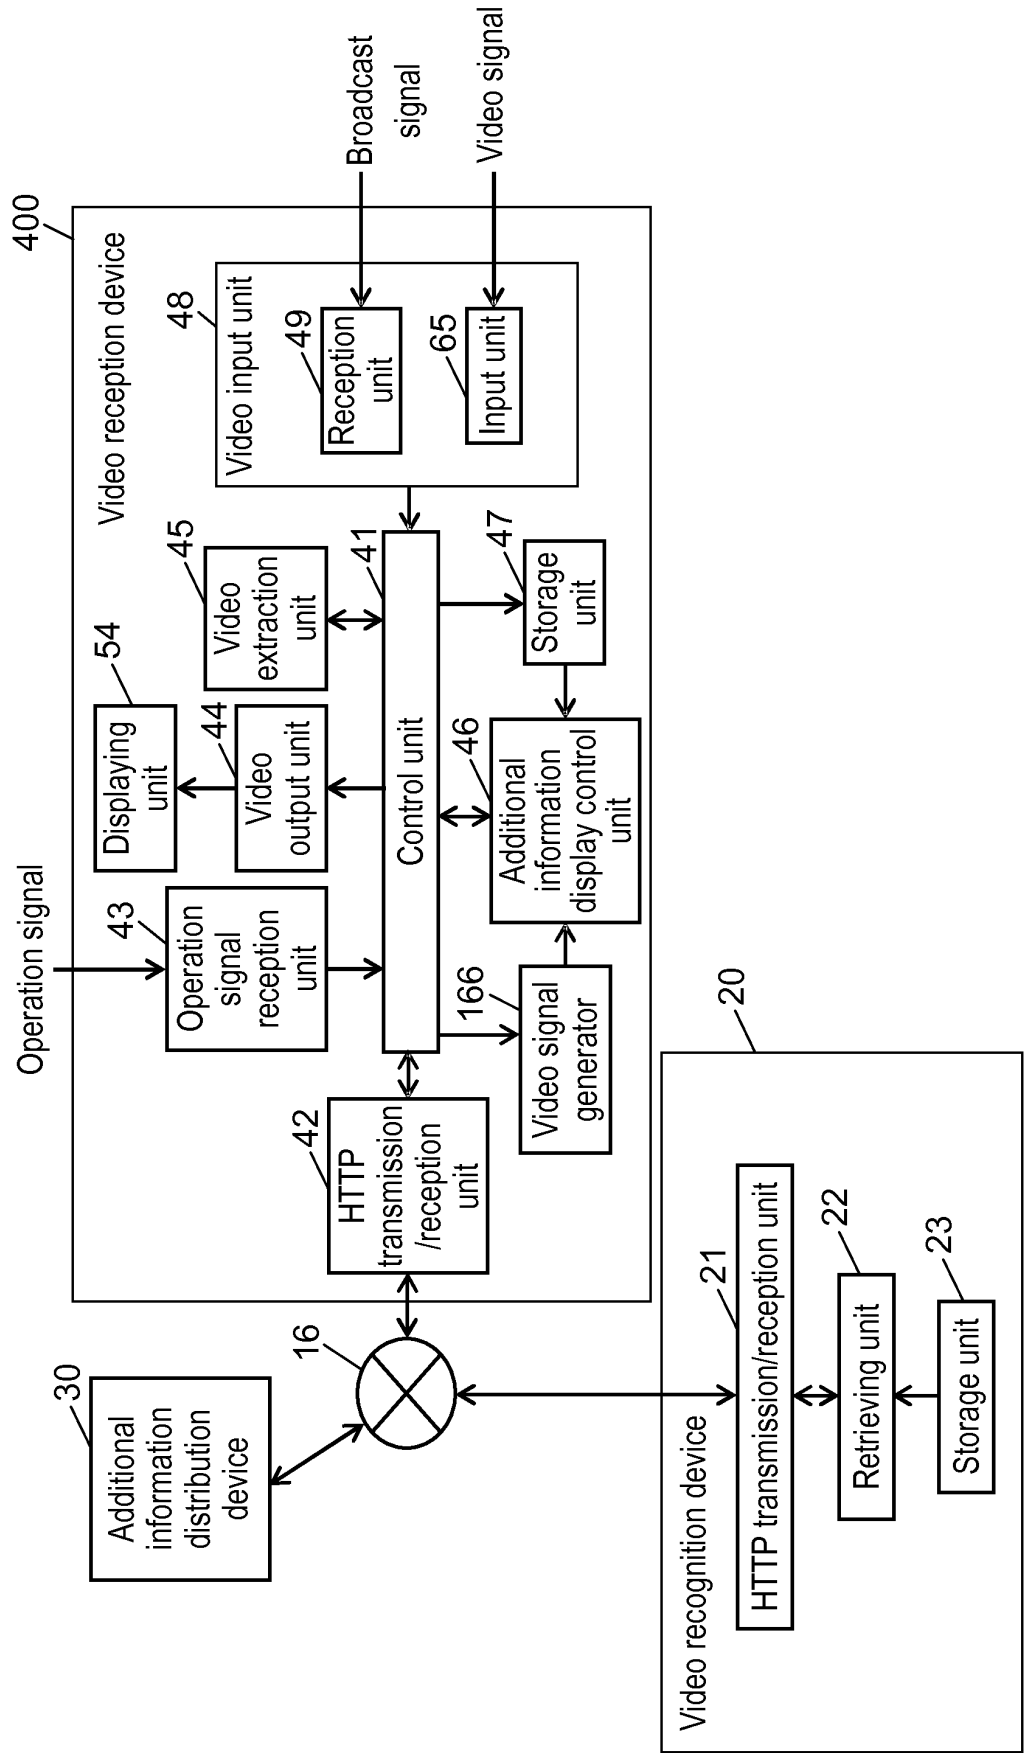 400
Video reception device
Operation signal
43
Operation
signal
reception
unit
54
Displaying
unit
44
Video
output unit
45
Video
extraction
unit
48
Video input unit
49
Reception
unit
65
Input unit
Broadcast
signal
Video signal
30
Additional
information
distribution
device
16
42
HTTP
transmission
/reception
unit
41
Control unit
166
Video signal
generator
46
Additional
information
display control
unit
47
Storage
unit
20
Video recognition device
21
HTTP transmission/reception unit
22
Retrieving unit
23
Storage unit